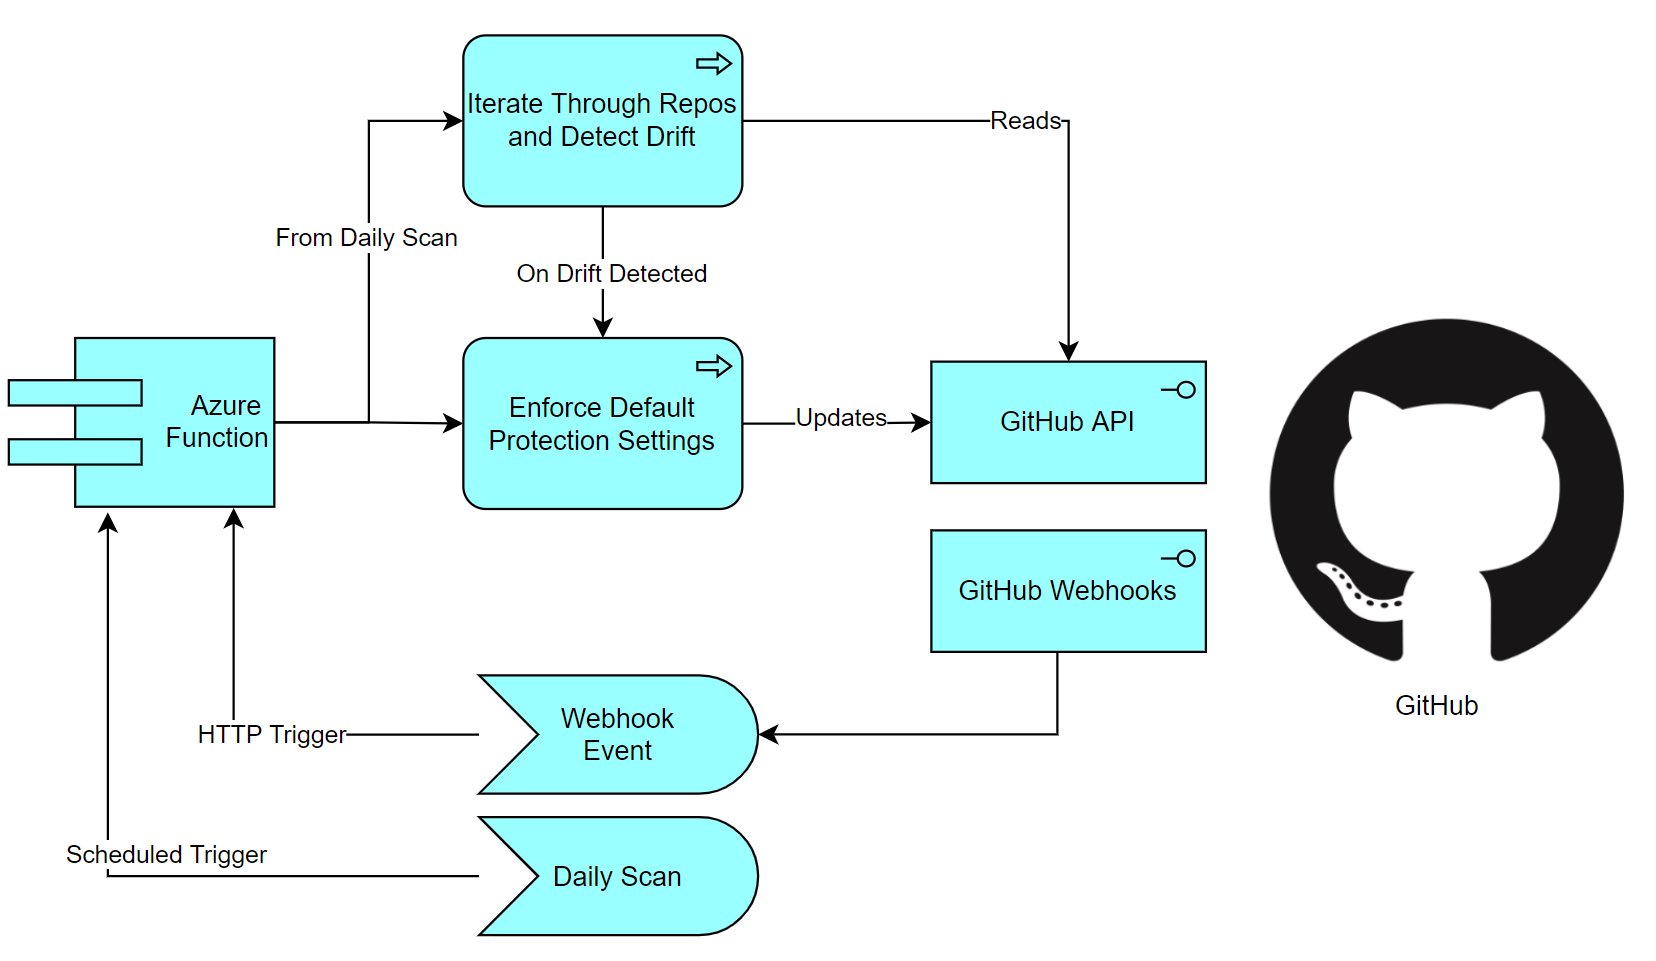 Iterate Through Repos
and Detect Drift
Reads
From Daily Scan
On Drift Detected
Azure
Function
Enforce Default
Protection Settings
Updates
GitHub API
GitHub Webhooks
GitHub
Webhook
Event
HTTP Trigger
Scheduled Trigger
Daily Scan